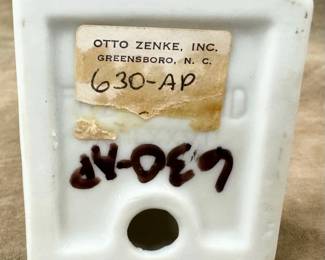 OTTO ZENKE, INC.
GREENSBORO, N. C.
630-AP
630-AP